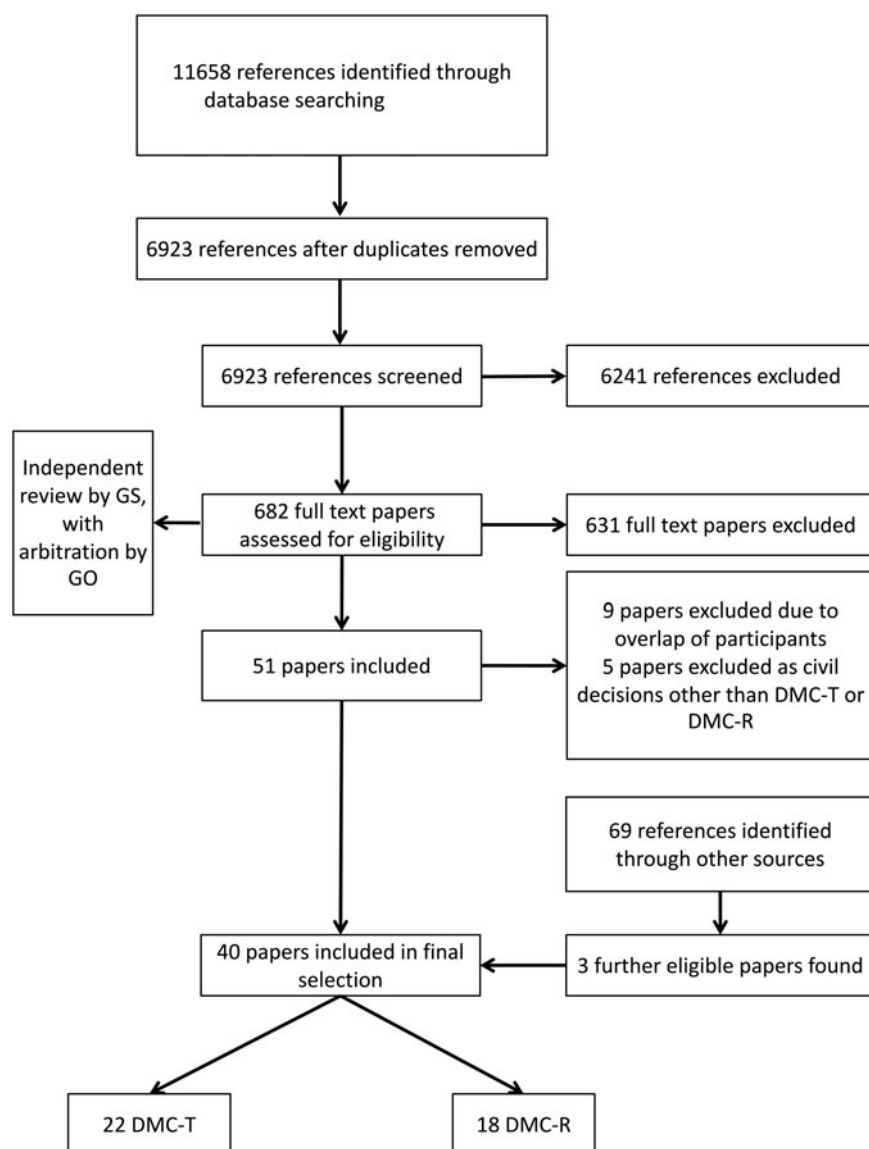 11658 references identified through
database searching
6923 references after duplicates removed
6923 references screened
6241 references excluded
Independent
review by GS,
with
arbitration by
GO
682 full text papers
assessed for eligibility
631 full text papers excluded
51 papers included
9 papers excluded due to
overlap of participants
5 papers excluded as civil
decisions other than DMC-T or
DMC-R
69 references identified
through other sources
40 papers included in final
selection
3 further eligible papers found
22 DMC-T
18 DMC-R